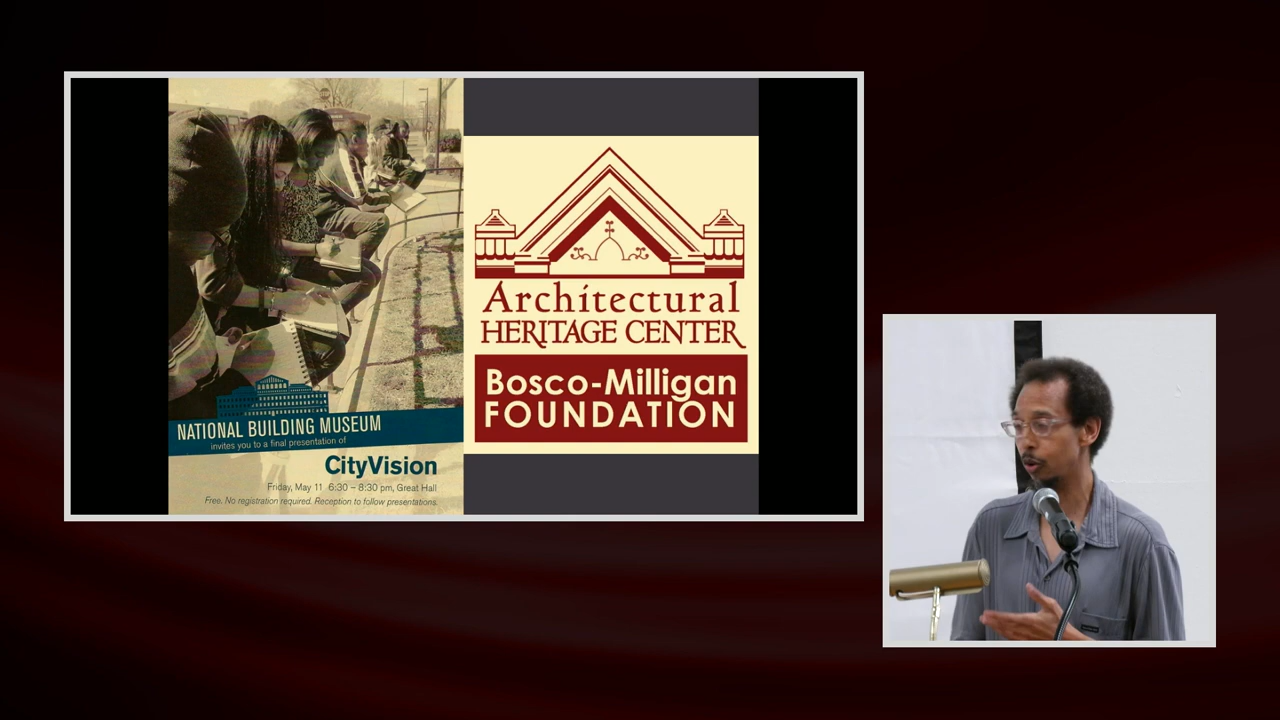 NATIONAL BUILDING MUSEUM
invites you to a final presentation of
CityVision
Friday, May 11 6:30 – 8:30 pm, Great Hall
Free. No registration required. Reception to follow presentations.
Architectural
HERITAGE CENTER
Bosco-Milligan
FOUNDATION